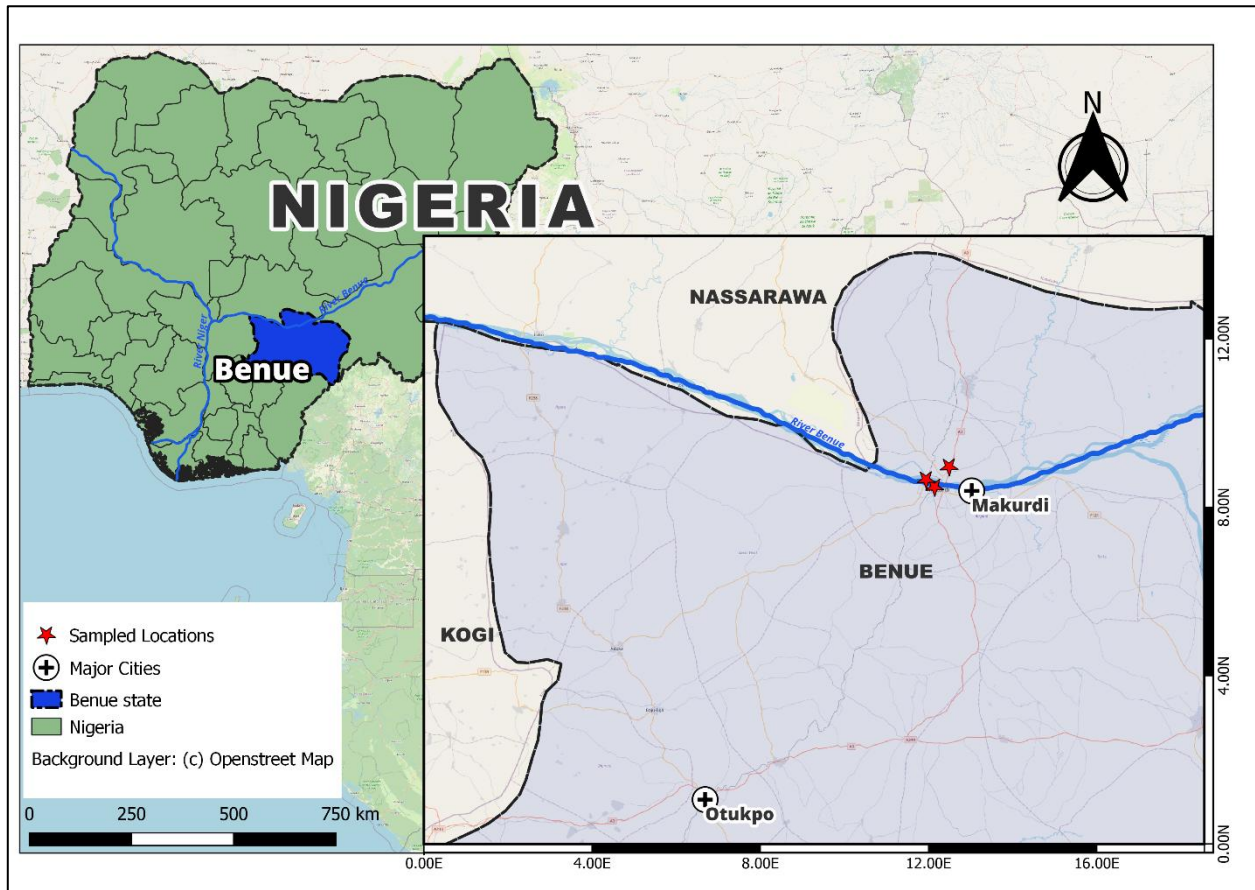 N
NIGERIA
River Benue
River Niger
Benue
NASSARAWA
River Benue
Makurdi
BENUE
KOGI
Otukpo
Sampled Locations
Major Cities
Benue state
Nigeria
Background Layer: (c) Openstreet Map
0
250
500
750 km
12.00N
8.00N
4.00N
0.00N
0.00E
4.00E
8.00E
12.00E
16.00E